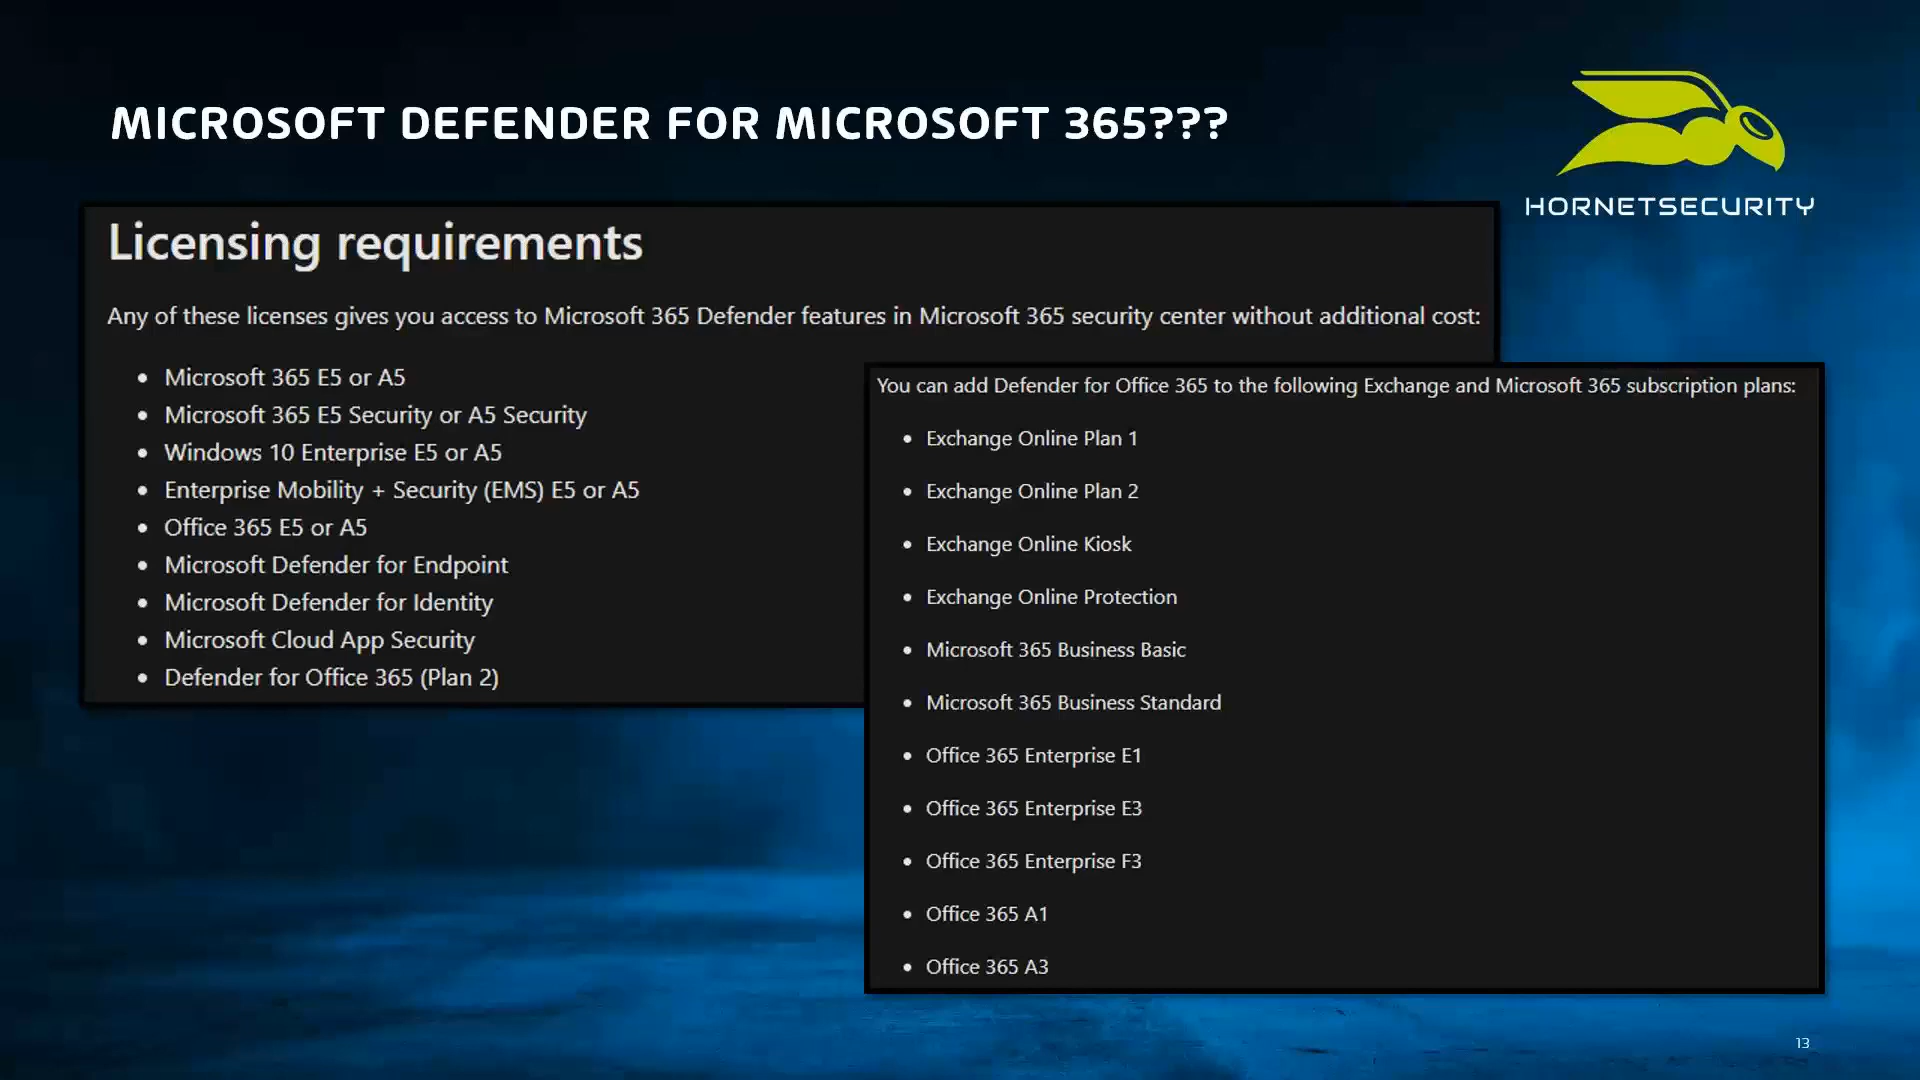 MICROSOFT DEFENDER FOR MICROSOFT 365???
HORNETSECURITY
Licensing requirements
Any of these licenses gives you access to Microsoft 365 Defender features in Microsoft 365 security center without additional cost:
Microsoft 365 E5 or A5
Microsoft 365 E5 Security or A5 Security
Windows 10 Enterprise E5 or A5
Enterprise Mobility + Security (EMS) E5 or A5
Office 365 E5 or A5
Microsoft Defender for Endpoint
Microsoft Defender for Identity
Microsoft Cloud App Security
Defender for Office 365 (Plan 2)
You can add Defender for Office 365 to the following Exchange and Microsoft 365 subscription plans:
Exchange Online Plan 1
Exchange Online Plan 2
Exchange Online Kiosk
Exchange Online Protection
Microsoft 365 Business Basic
Microsoft 365 Business Standard
Office 365 Enterprise E1
Office 365 Enterprise E3
Office 365 Enterprise F3
Office 365 A1
Office 365 A3
13